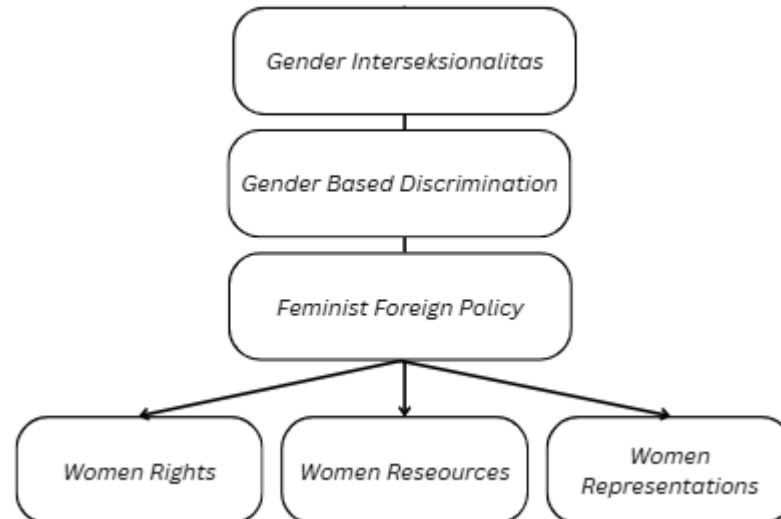 Gender Interseksionalitas
Gender Based Discrimination
Feminist Foreign Policy
Women Rights
Women Reseources
Women
Representations